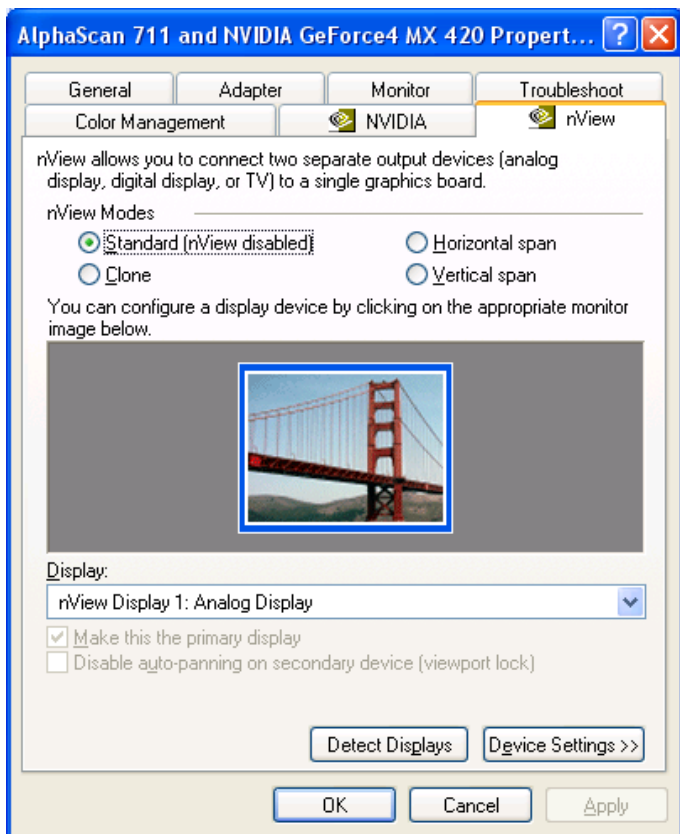 AlphaScan 711 and NVIDIA GeForce4 MX 420 Propert...
General
Adapter
Monitor
Troubleshoot
Color Management
NVIDIA
nView
nView allows you to connect two separate output devices (analog
display, digital display, or TV) to a single graphics board.
nView Modes
Standard (nView disabled)
Horizontal span
Clone
Vertical span
You can configure a display device by clicking on the appropriate monitor
image below.
Display:
nView Display 1: Analog Display
Make this the primary display
Disable auto-panning on secondary device (viewport lock)
Detect Displays
Device Settings >>
OK
Cancel
Apply